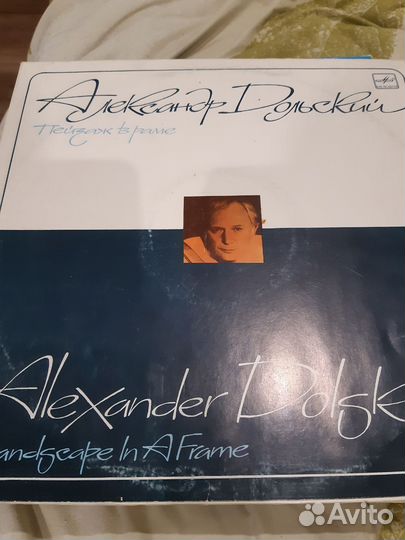 Александр Дольский
Пейзаж в раме
Alexander Dolsk
andscape In A Frame
Avito